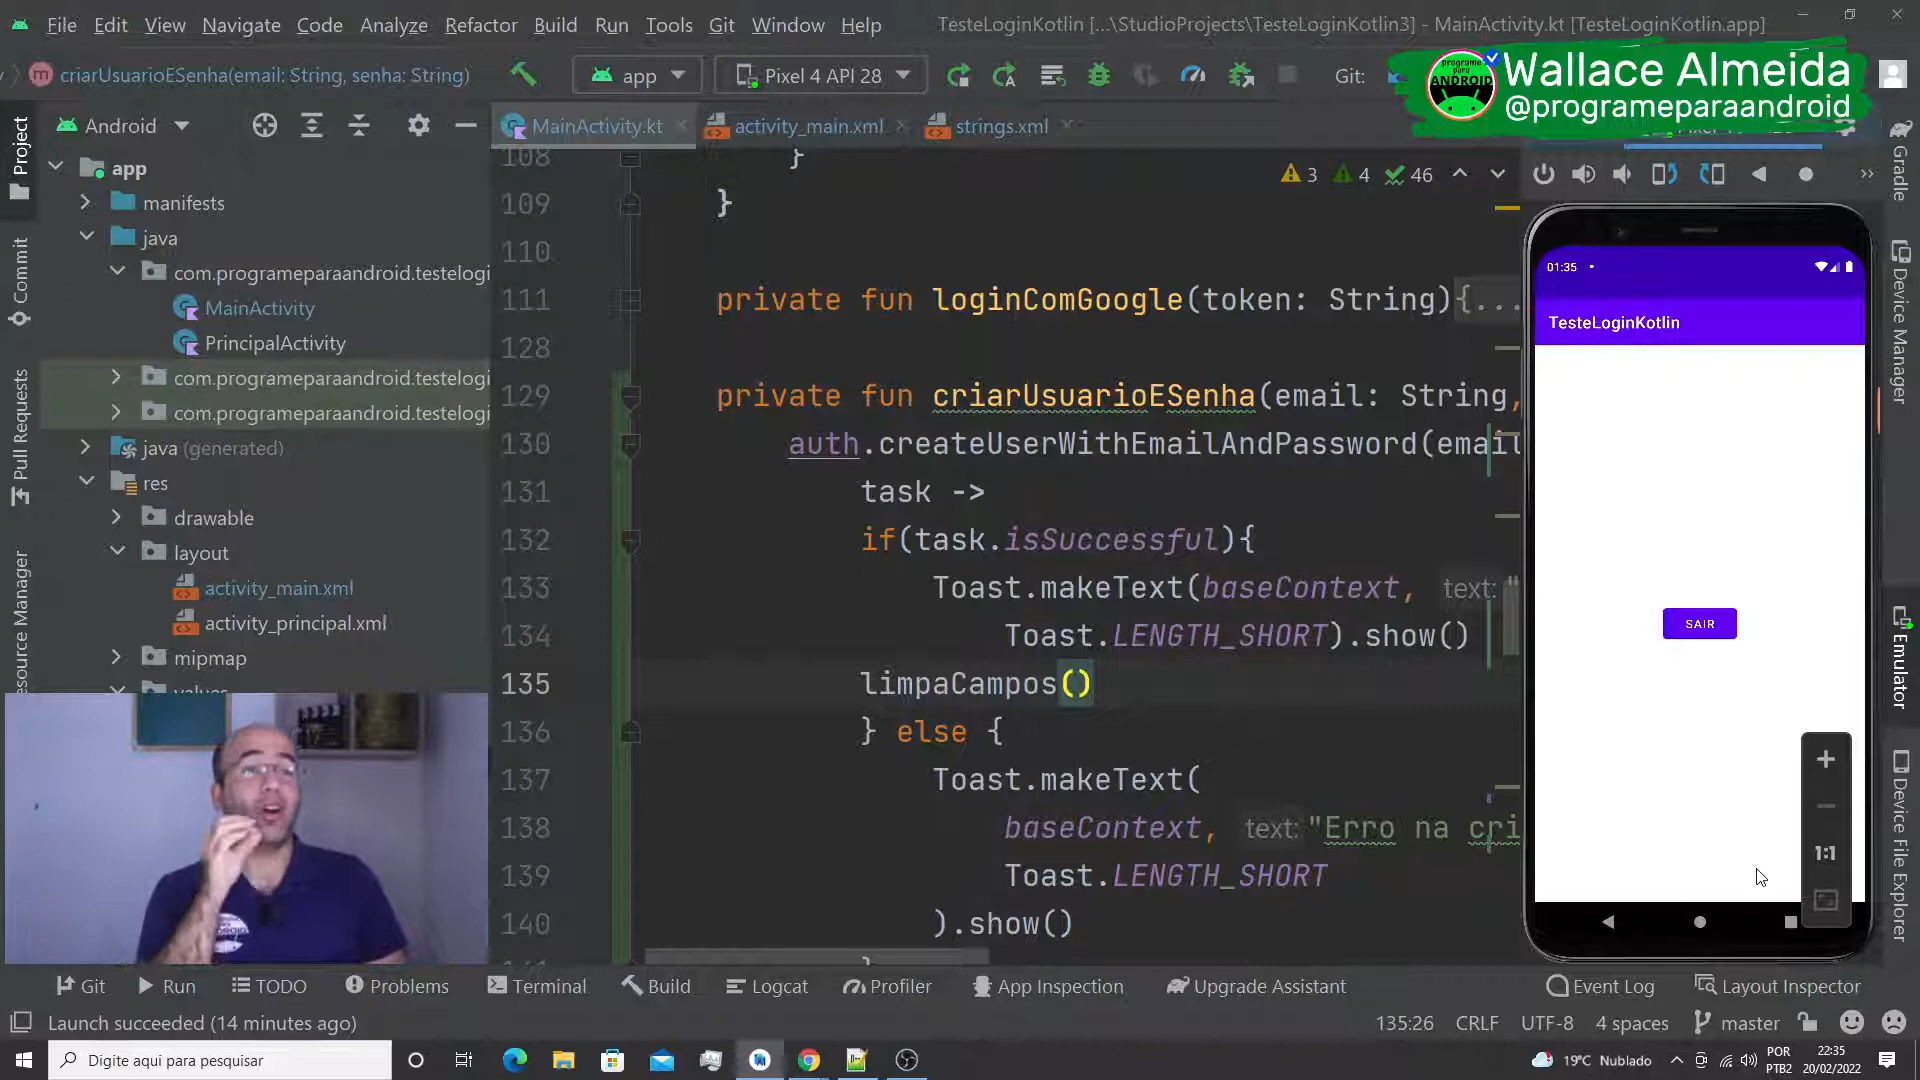 File Edit View Navigate Code Analyze Refactor Build Run Tools Git Window Help TesteLoginKotlin [...\StudioProjects\TesteLoginKotlin3] - MainActivity.kt [TesteLoginKotlin.app]
criarUsuarioESenha(email: String, senha: String) app Pixel 4 API 28 Git:
programe para ANDROID
Wallace Almeida
@programeparaandroid
Android
MainActivity.kt activity_main.xml strings.xml
3 4 46
app
manifests
java
com.programeparaandroid.testelogi
MainActivity
PrincipalActivity
com.programeparaandroid.testelogi
com.programeparaandroid.testelogi
java (generated)
res
drawable
layout
activity_main.xml
activity_principal.xml
mipmap
values
Project
Commit
Pull Requests
esource Manager
108 }
109 }
110
111 private fun loginComGoogle(token: String){...
128
129 private fun criarUsuarioESenha(email: String,
130 auth.createUserWithEmailAndPassword(email
131 task ->
132 if(task.isSuccessful){
133 Toast.makeText(baseContext, text: "
134 Toast.LENGTH_SHORT).show()
135 limpaCampos()
136 } else {
137 Toast.makeText(
138 baseContext, text: "Erro na cri
139 Toast.LENGTH_SHORT
140 ).show()
}
01:35
TesteLoginKotlin
SAIR
1:1
Gradle
Device Manager
Emulator
Device File Explorer
Git Run TODO Problems Terminal Build Logcat Profiler App Inspection Upgrade Assistant Event Log Layout Inspector
Launch succeeded (14 minutes ago) 135:26 CRLF UTF-8 4 spaces master
Digite aqui para pesquisar
19°C Nublado
POR
PTB2
22:35
20/02/2022